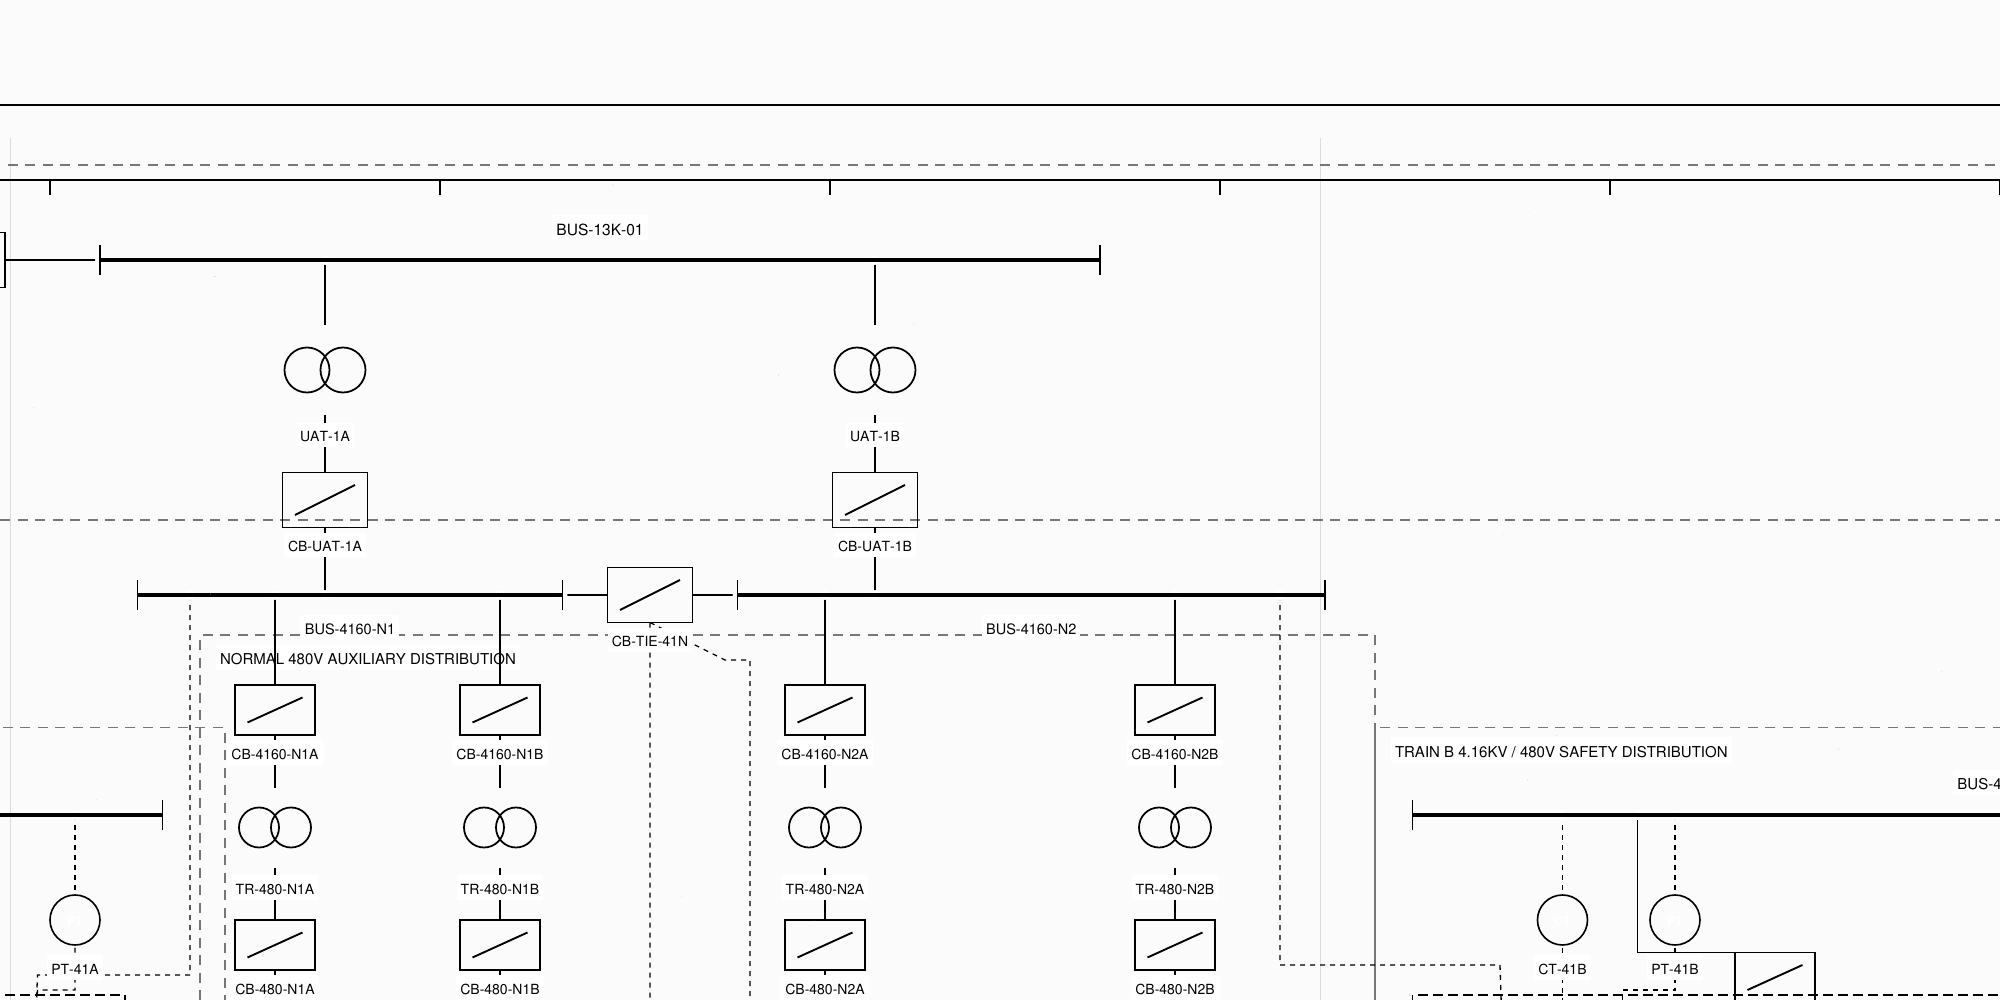 BUS-13K-01
UAT-1A
UAT-1B
CB-UAT-1A
CB-UAT-1B
BUS-4160-N1
CB-TIE-41N
BUS-4160-N2
NORMAL 480V AUXILIARY DISTRIBUTION
CB-4160-N1A
CB-4160-N1B
CB-4160-N2A
CB-4160-N2B
TRAIN B 4.16KV / 480V SAFETY DISTRIBUTION
BUS-4
TR-480-N1A
TR-480-N1B
TR-480-N2A
TR-480-N2B
PT-41A
CT-41B
PT-41B
CB-480-N1A
CB-480-N1B
CB-480-N2A
CB-480-N2B